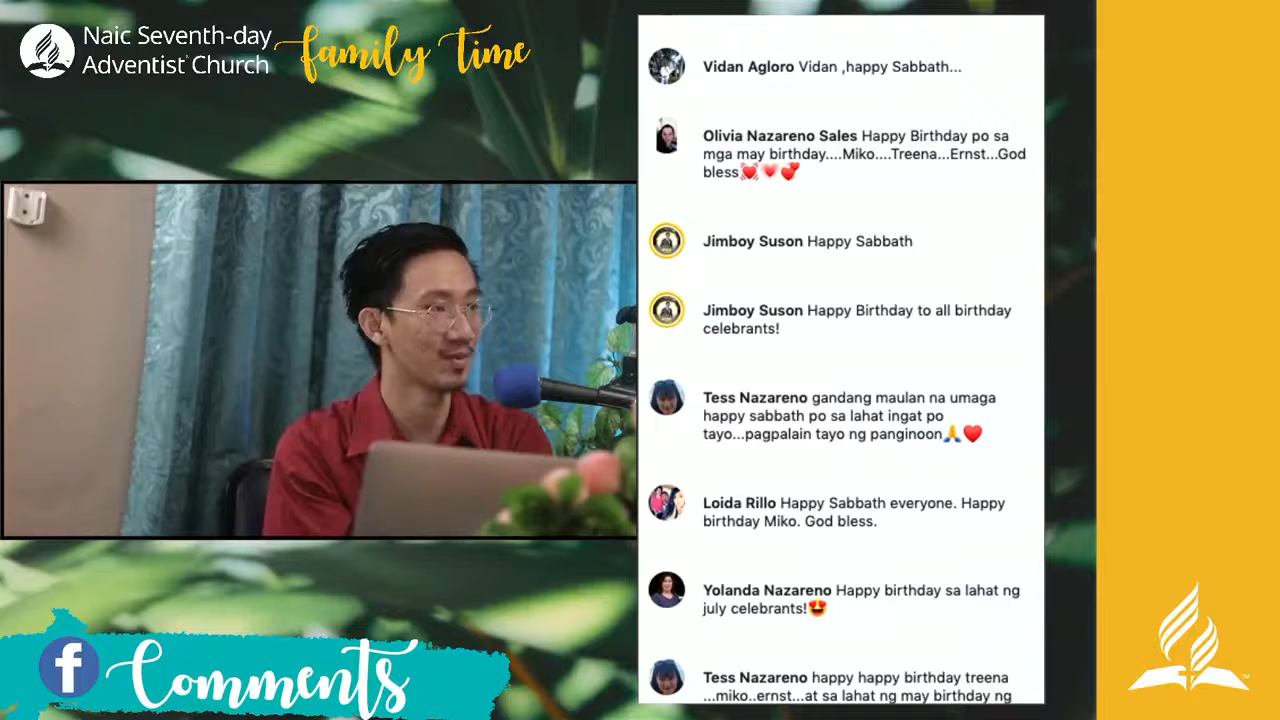 Naic Seventh-day
Adventist Church
family time
Vidan Agloro Vidan ,happy Sabbath...
Olivia Nazareno Sales Happy Birthday po sa
mga may birthday....Miko....Treena...Ernst...God
bless💓💗💕
Jimboy Suson Happy Sabbath
Jimboy Suson Happy Birthday to all birthday
celebrants!
Tess Nazareno gandang maulan na umaga
happy sabbath po sa lahat ingat po
tayo...pagpalain tayo ng panginoon🙏❤️
Loida Rillo Happy Sabbath everyone. Happy
birthday Miko. God bless.
Yolanda Nazareno Happy birthday sa lahat ng
july celebrants!😍
Tess Nazareno happy happy birthday treena
...miko..ernst...at sa lahat ng may birthday ng
f Comments